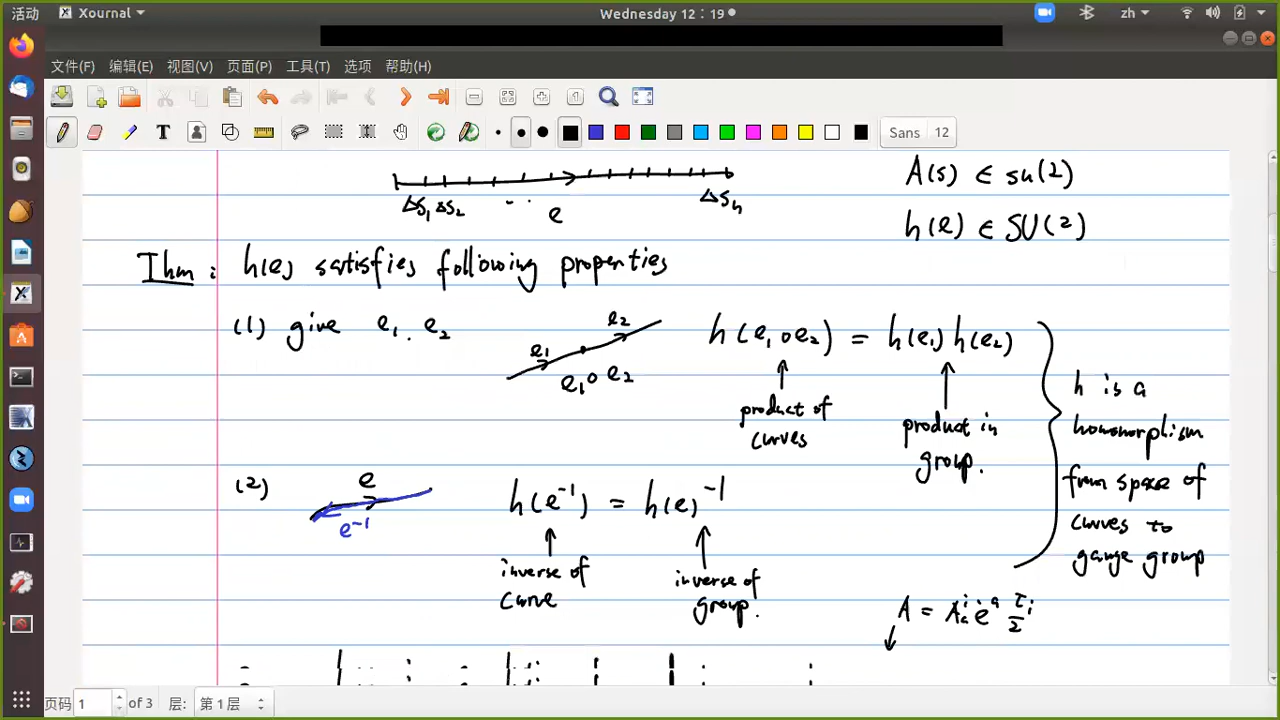 活动 Xournal Wednesday 12：19 zh
文件(F) 编辑(E) 视图(V) 页面(P) 工具(T) 选项 帮助(H)
Sans 12
Δs₁ Δs₂ ... e Δsₙ
A(s) ∈ su(2)
h(e) ∈ SU(2)
Thm : h(e) satisfies following properties
(1) give e₁ . e₂
e₁ e₂
e₁∘e₂
h(e₁∘e₂) = h(e₁)h(e₂)
product of
curves
product in
group.
h is a
homomorphism
from space of
curves to
gauge group
(2) e
e⁻¹
h(e⁻¹) = h(e)⁻¹
inverse of
curve
inverse of
group.
A = Aⁱₐ eᵃ τᵢ/2
页码 1 of 3 层: 第 1 层